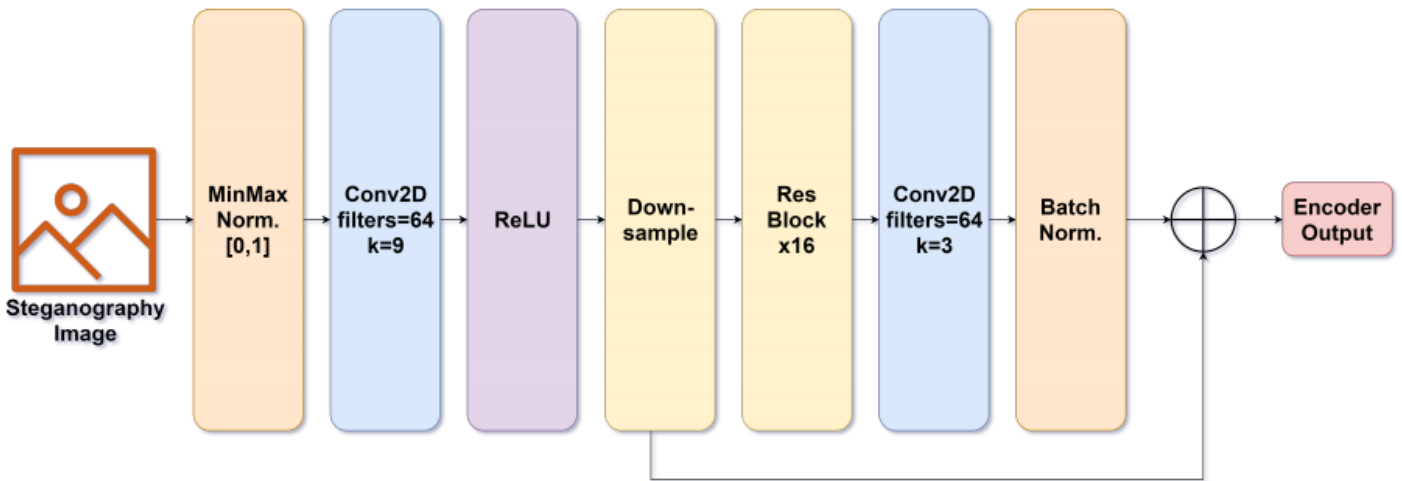 Steganography
Image
MinMax
Norm.
[0,1]
Conv2D
filters=64
k=9
ReLU
Down-
sample
Res
Block
x16
Conv2D
filters=64
k=3
Batch
Norm.
Encoder
Output